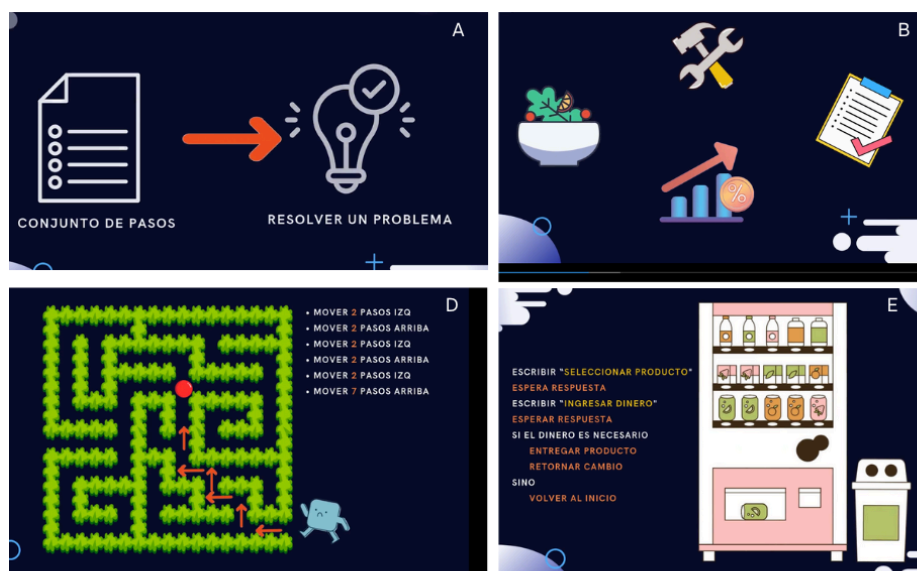 A
CONJUNTO DE PASOS
RESOLVER UN PROBLEMA
B
%
D
• MOVER 2 PASOS IZQ
• MOVER 2 PASOS ARRIBA
• MOVER 2 PASOS IZQ
• MOVER 2 PASOS ARRIBA
• MOVER 2 PASOS IZQ
• MOVER 7 PASOS ARRIBA
E
ESCRIBIR "SELECCIONAR PRODUCTO"
ESPERA RESPUESTA
ESCRIBIR "INGRESAR DINERO"
ESPERAR RESPUESTA
SI EL DINERO ES NECESARIO
ENTREGAR PRODUCTO
RETORNAR CAMBIO
SINO
VOLVER AL INICIO